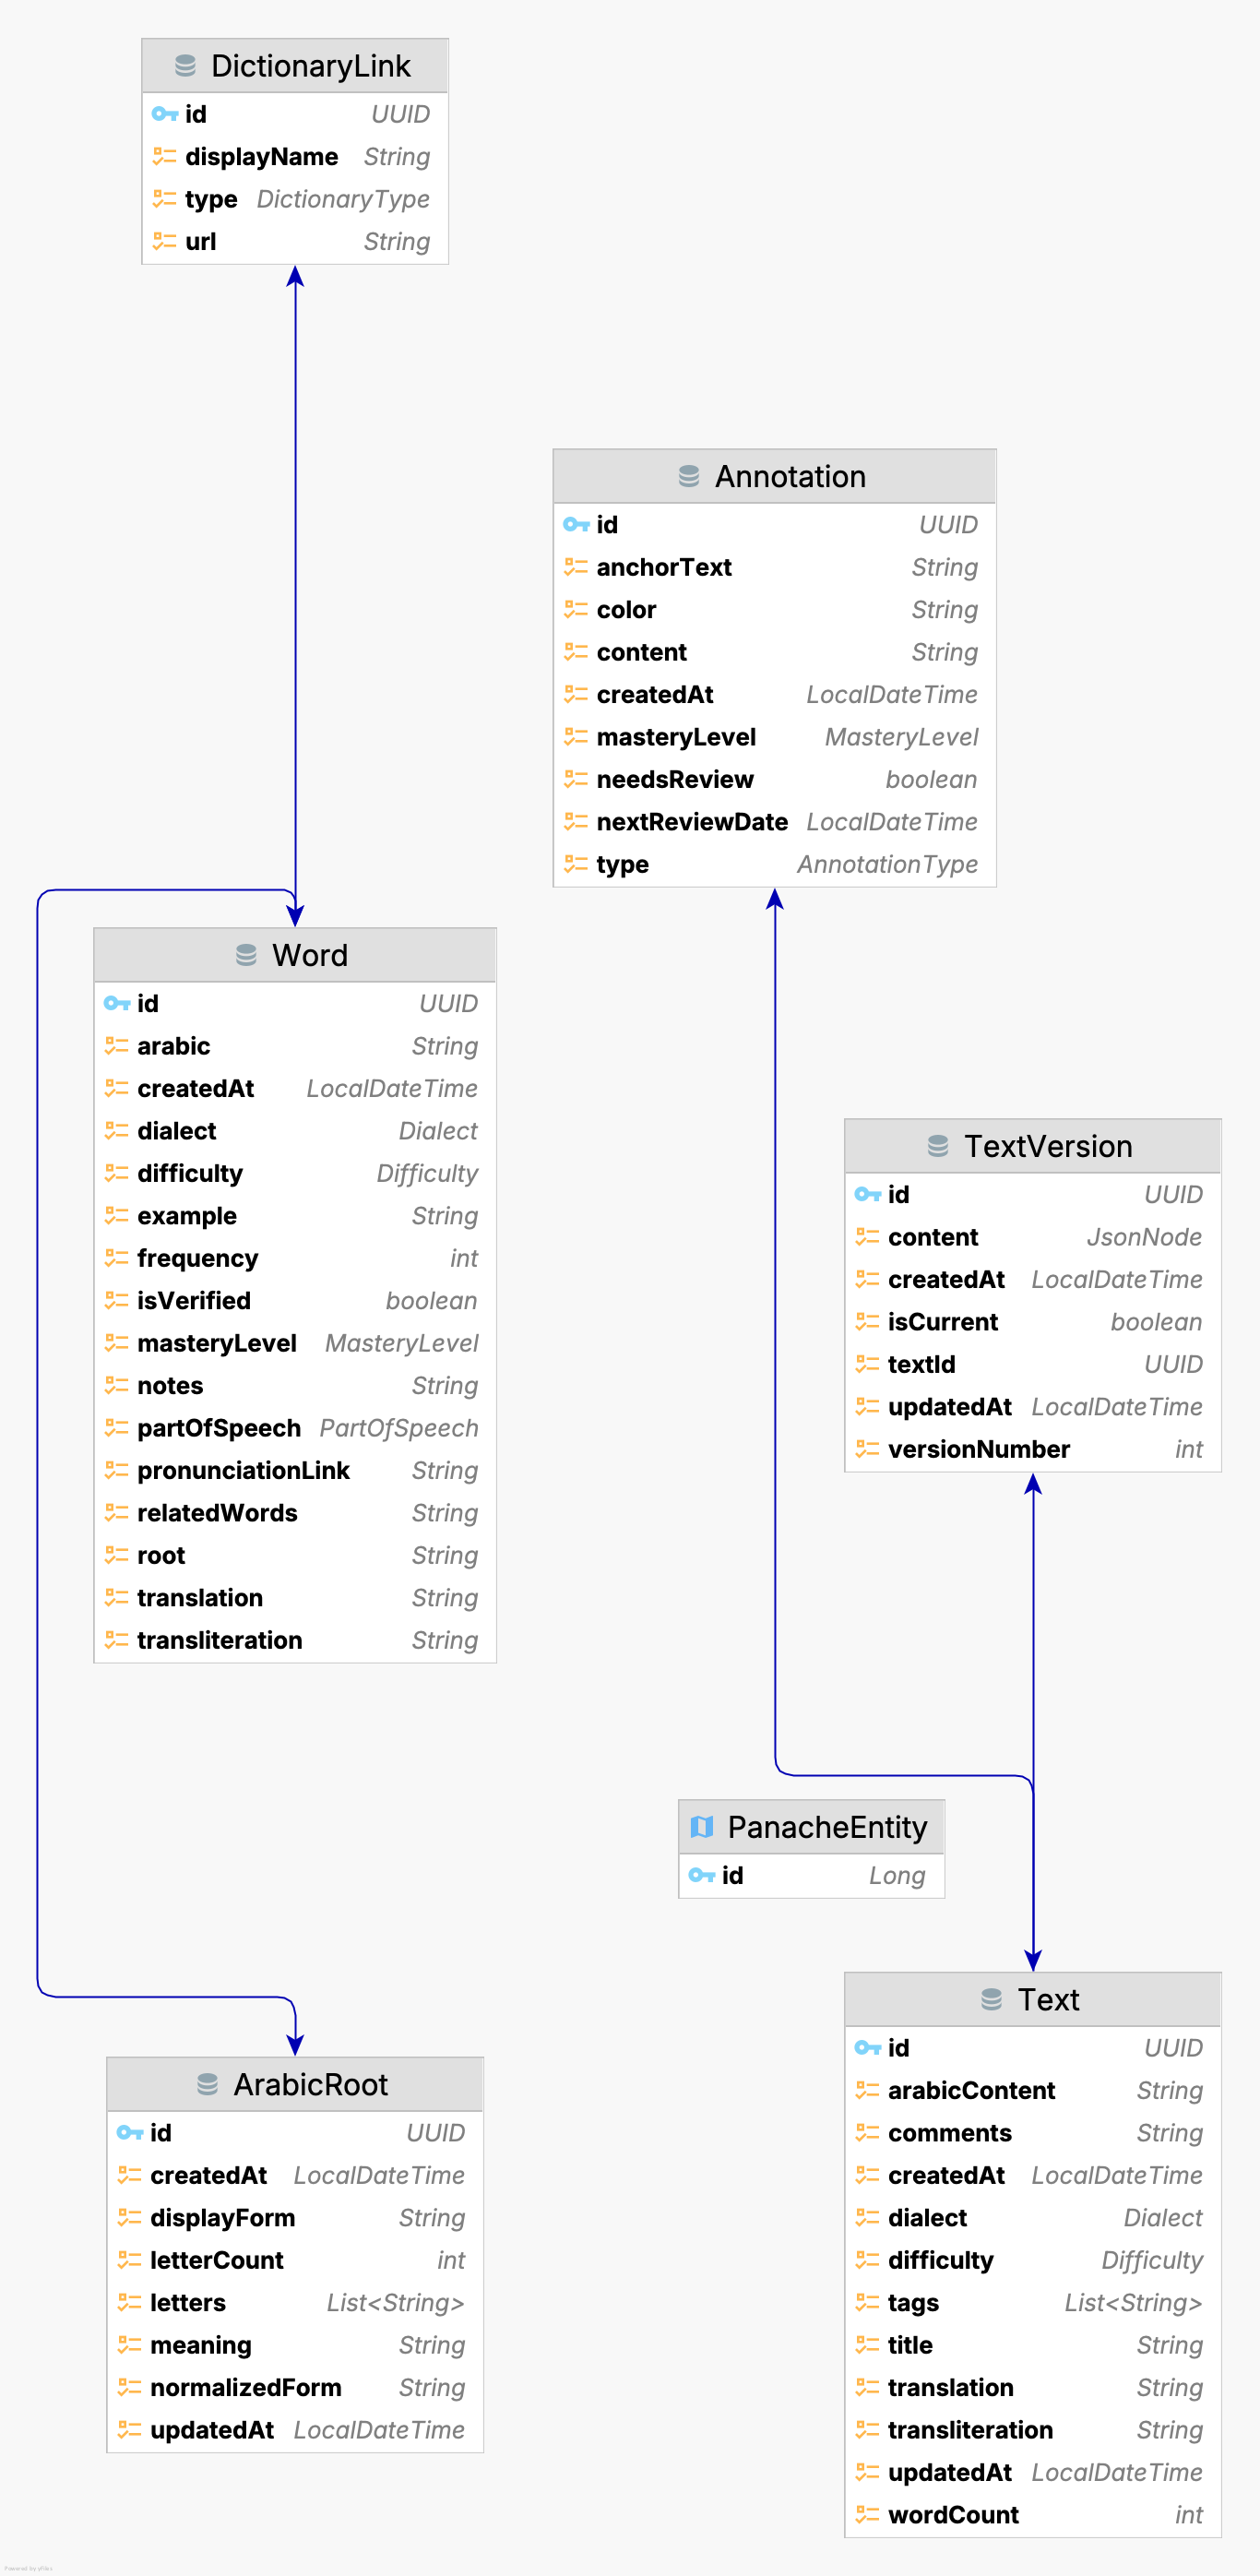 DictionaryLink
id UUID
displayName String
type DictionaryType
url String
Annotation
id UUID
anchorText String
color String
content String
createdAt LocalDateTime
masteryLevel MasteryLevel
needsReview boolean
nextReviewDate LocalDateTime
type AnnotationType
Word
id UUID
arabic String
createdAt LocalDateTime
dialect Dialect
difficulty Difficulty
example String
frequency int
isVerified boolean
masteryLevel MasteryLevel
notes String
partOfSpeech PartOfSpeech
pronunciationLink String
relatedWords String
root String
translation String
transliteration String
TextVersion
id UUID
content JsonNode
createdAt LocalDateTime
isCurrent boolean
textId UUID
updatedAt LocalDateTime
versionNumber int
PanacheEntity
id Long
ArabicRoot
id UUID
createdAt LocalDateTime
displayForm String
letterCount int
letters List<String>
meaning String
normalizedForm String
updatedAt LocalDateTime
Text
id UUID
arabicContent String
comments String
createdAt LocalDateTime
dialect Dialect
difficulty Difficulty
tags List<String>
title String
translation String
transliteration String
updatedAt LocalDateTime
wordCount int
Powered by yFiles